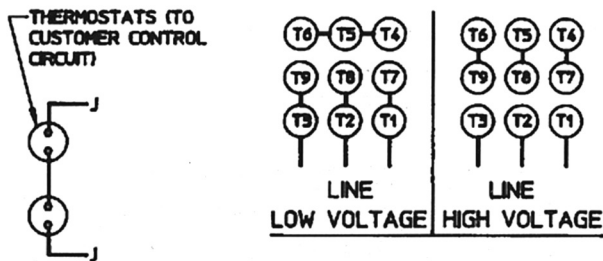 THERMOSTATS (TO
CUSTOMER CONTROL
CIRCUIT)
J
J
T6 T5 T4
T9 T8 T7
T3 T2 T1
LINE
LOW VOLTAGE
T6 T5 T4
T9 T8 T7
T3 T2 T1
LINE
HIGH VOLTAGE